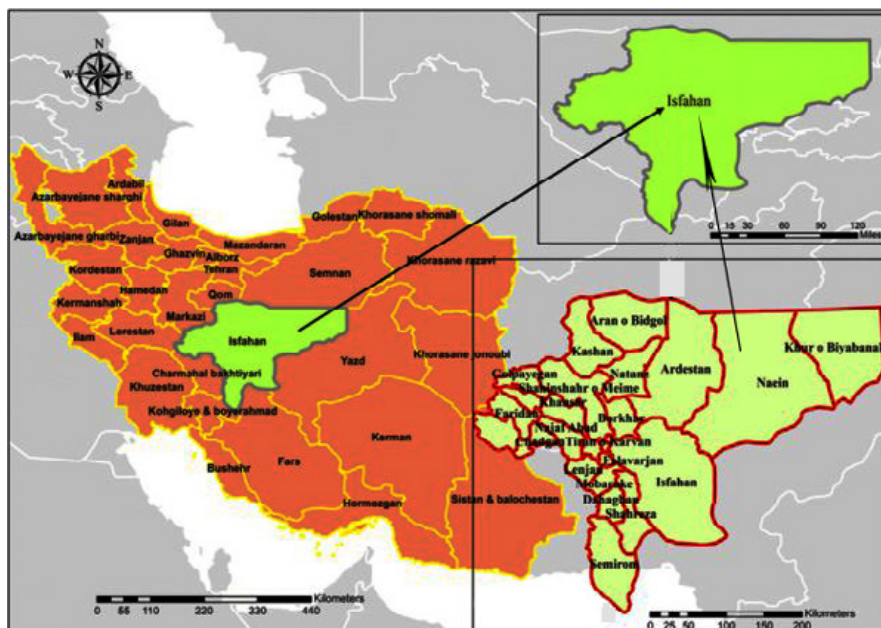 N
W
E
S
Isfahan
0 15 30 60 90 120
Miles
Ardabil
Azarbayejane sharghi
Azarbayejane gharbi
Gilan
Zanjan
Golestan
Khorasane shomali
Mazandaran
Ghazvin
Alborz
Tehran
Khorasane razavi
Semnan
Kordestan
Hamedan
Qom
Kermanshah
Markazi
Ilam
Lorestan
Isfahan
Yazd
Khorasane jonoubi
Charmahal bakhtiyari
Khuzestan
Kohgiloye & boyerahmad
Kerman
Bushehr
Fars
Hormozgan
Sistan & balochestan
Aran o Bidgol
Kashan
Khur o Biyabanak
Natanz
Ardestan
Naein
Golpayegan
Shahinshahr o Meime
Khansar
Faridan
Najaf Abad
Borkhar
Chadgan
Tiran o Karvan
Falavarjan
Lenjan
Mobarake
Isfahan
Dahaghan
Shahreza
Semirom
Kilometers
0 55 110 220 330 440
Kilometers
0 25 50 100 150 200